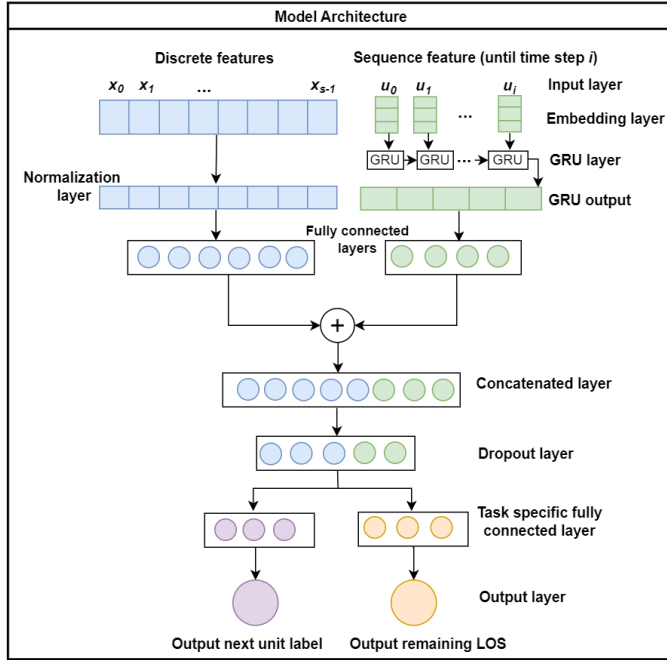 Model Architecture
Discrete features
Sequence feature (until time step i)
x0 x1 ... xs-1
u0 u1 ui
Input layer
...
Embedding layer
GRU GRU ... GRU
GRU layer
Normalization
layer
GRU output
Fully connected
layers
+
Concatenated layer
Dropout layer
Task specific fully
connected layer
Output layer
Output next unit label
Output remaining LOS